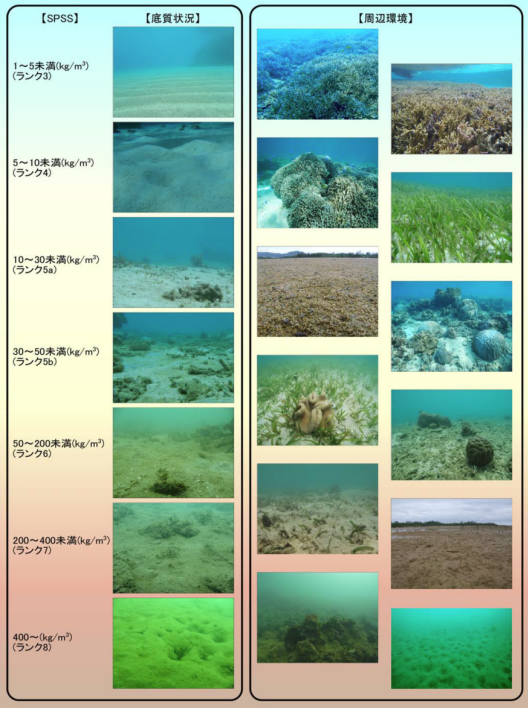 【SPSS】
【底質状況】
【周辺環境】
1～5未満(kg/m³)
(ランク3)
5～10未満(kg/m³)
(ランク4)
10～30未満(kg/m³)
(ランク5a)
30～50未満(kg/m³)
(ランク5b)
50～200未満(kg/m³)
(ランク6)
200～400未満(kg/m³)
(ランク7)
400～(kg/m³)
(ランク8)